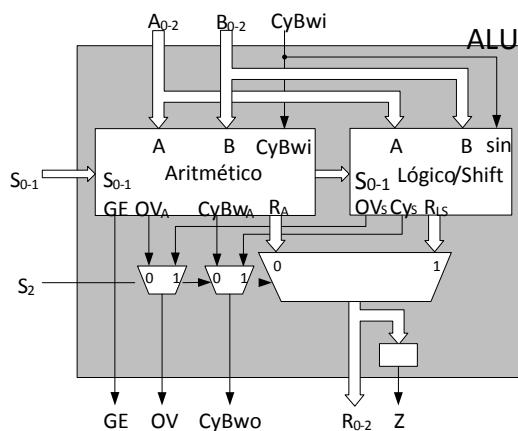 A0-2 B0-2 CyBwi
ALU
A B CyBwi
A B sin
S0-1
S0-1 Aritmético
S0-1 Lógico/Shift
GE OVA CyBwA RA
OVS CyS RLS
0 1 0 1 0 1
S2
GE OV CyBwo R0-2 Z